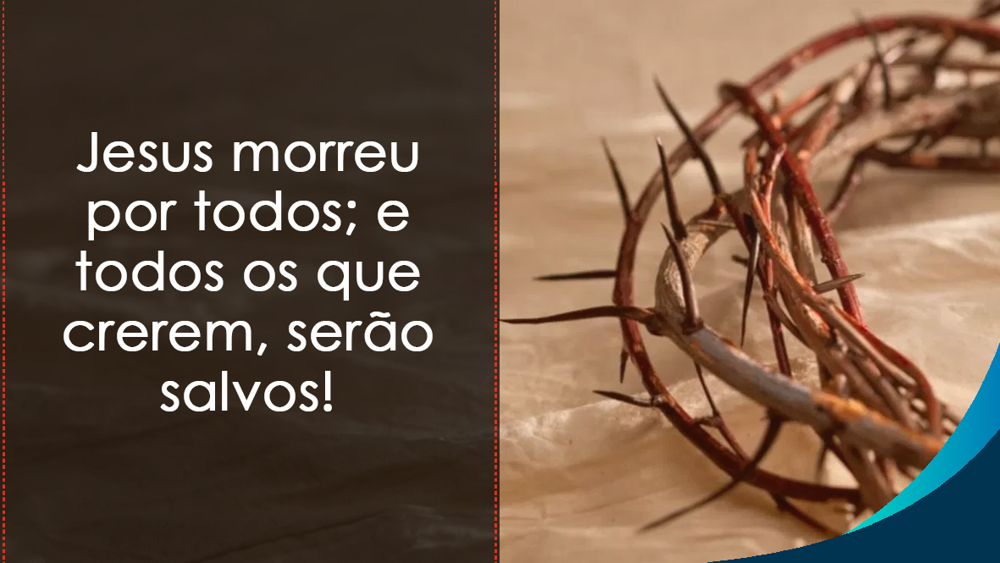 Jesus morreu
por todos; e
todos os que
crerem, serão
salvos!